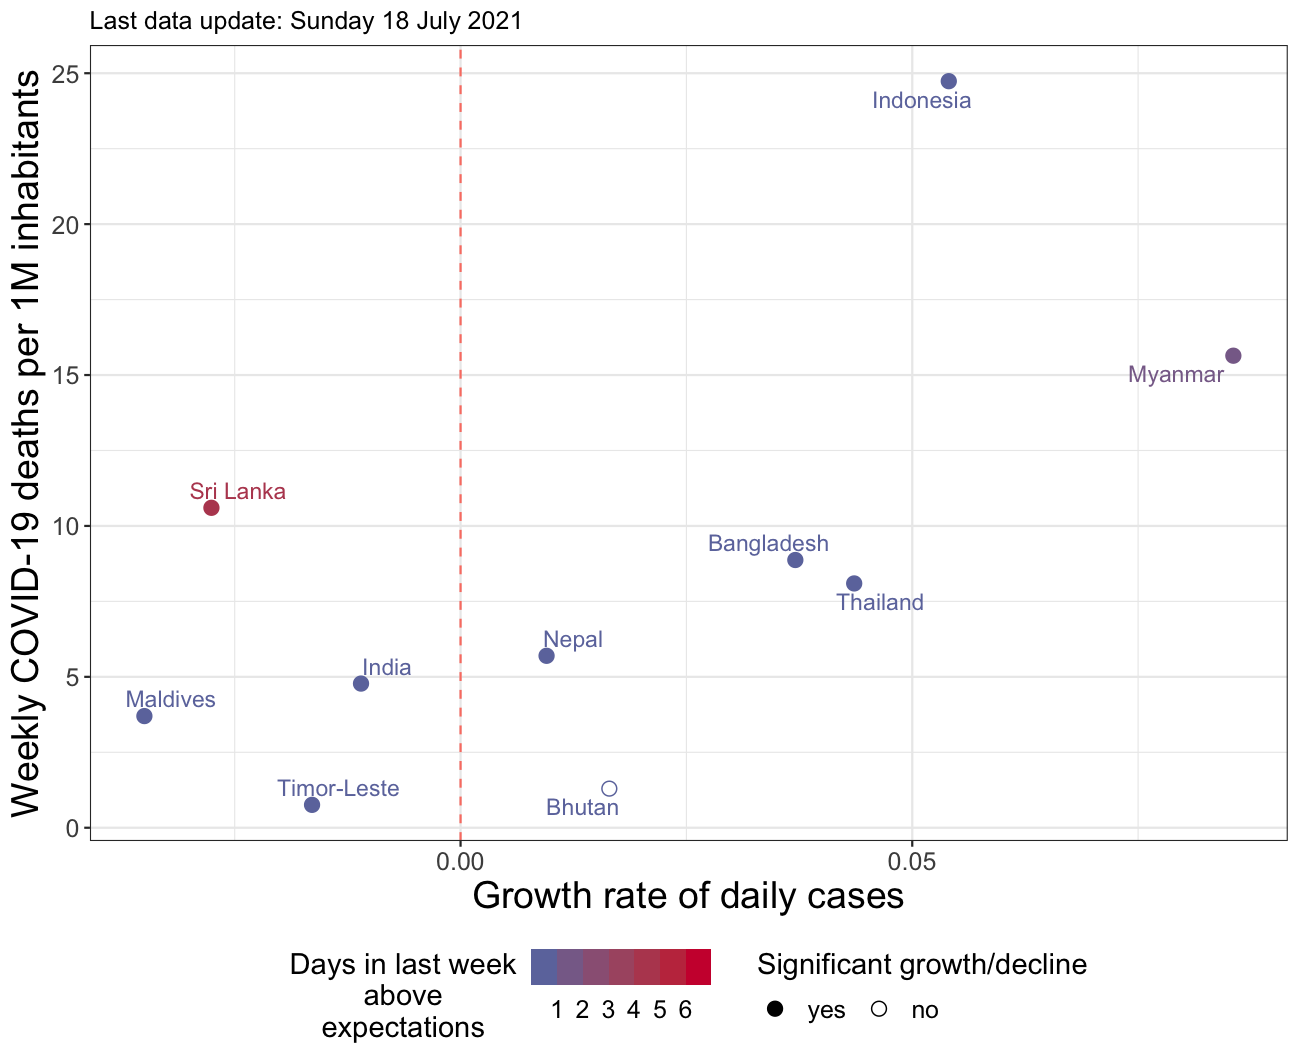 Last data update: Sunday 18 July 2021
Weekly COVID-19 deaths per 1M inhabitants
25
20
15
10
5
0
Indonesia
Myanmar
Sri Lanka
Bangladesh
Thailand
Nepal
India
Maldives
Timor-Leste
Bhutan
0.00
0.05
Growth rate of daily cases
Days in last week
above
expectations
1 2 3 4 5 6
Significant growth/decline
yes no